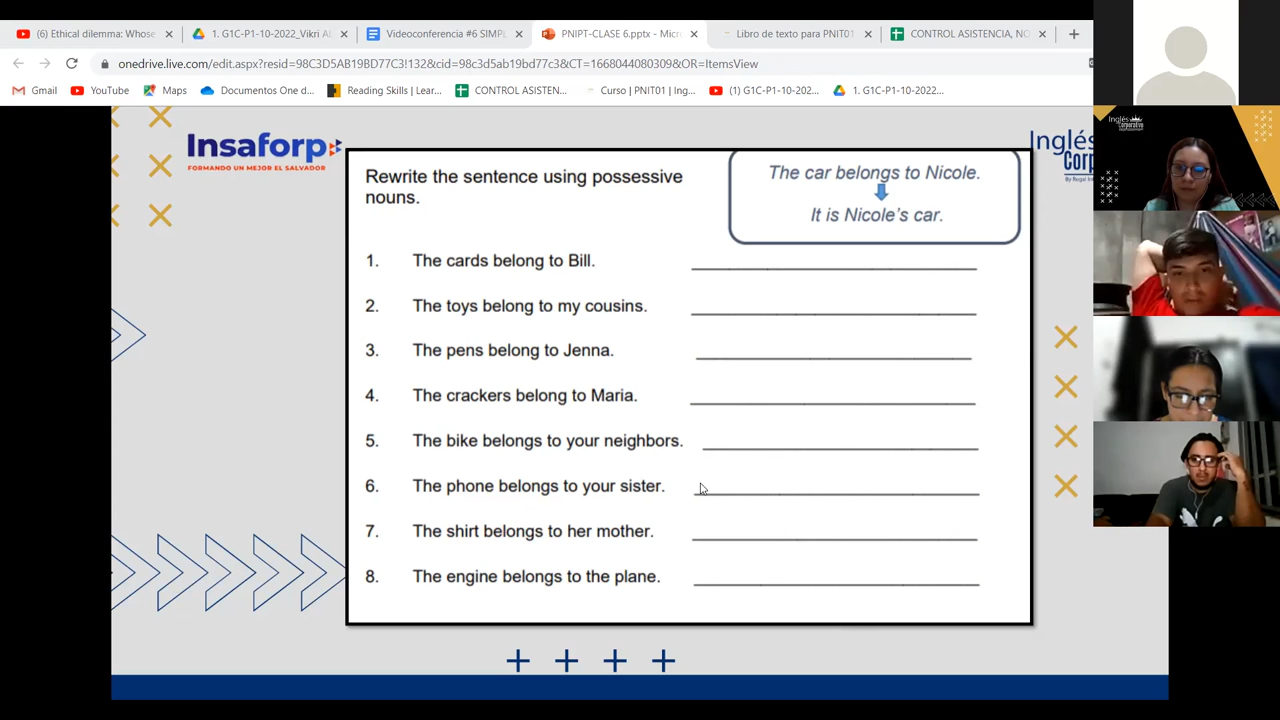 (6) Ethical dilemma: Whose
1. G1C-P1-10-2022_Vikri Al
Videoconferencia #6 SIMPL
PNIPT-CLASE 6.pptx - Micro
Libro de texto para PNIT01
CONTROL ASISTENCIA, NO
onedrive.live.com/edit.aspx?resid=98C3D5AB19BD77C3!132&cid=98c3d5ab19bd77c3&CT=1668044080309&OR=ItemsView
Gmail
YouTube
Maps
Documentos One d...
Reading Skills | Lear...
CONTROL ASISTEN...
Curso | PNIT01 | Ing...
(1) G1C-P1-10-202...
1. G1C-P1-10-2022...
Insaforp
FORMANDO UN MEJOR EL SALVADOR
Inglés
Corp
Inglés
Corporativo
Rewrite the sentence using possessive
nouns.
The car belongs to Nicole.
It is Nicole's car.
1. The cards belong to Bill.
2. The toys belong to my cousins.
3. The pens belong to Jenna.
4. The crackers belong to Maria.
5. The bike belongs to your neighbors.
6. The phone belongs to your sister.
7. The shirt belongs to her mother.
8. The engine belongs to the plane.